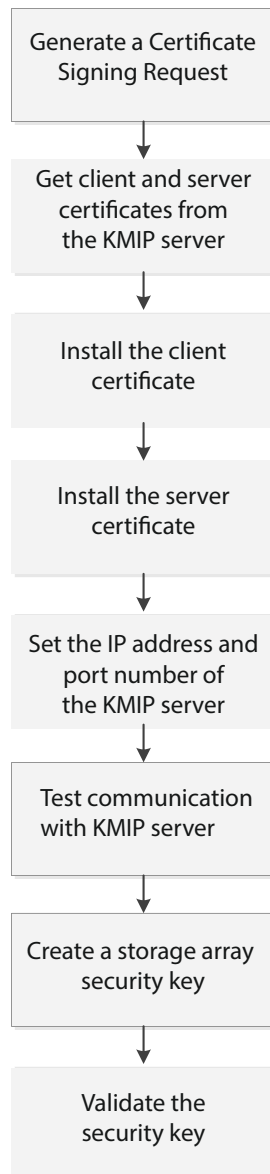 Generate a Certificate
Signing Request
Get client and server
certificates from
the KMIP server
Install the client
certificate
Install the server
certificate
Set the IP address and
port number of
the KMIP server
Test communication
with KMIP server
Create a storage array
security key
Validate the
security key